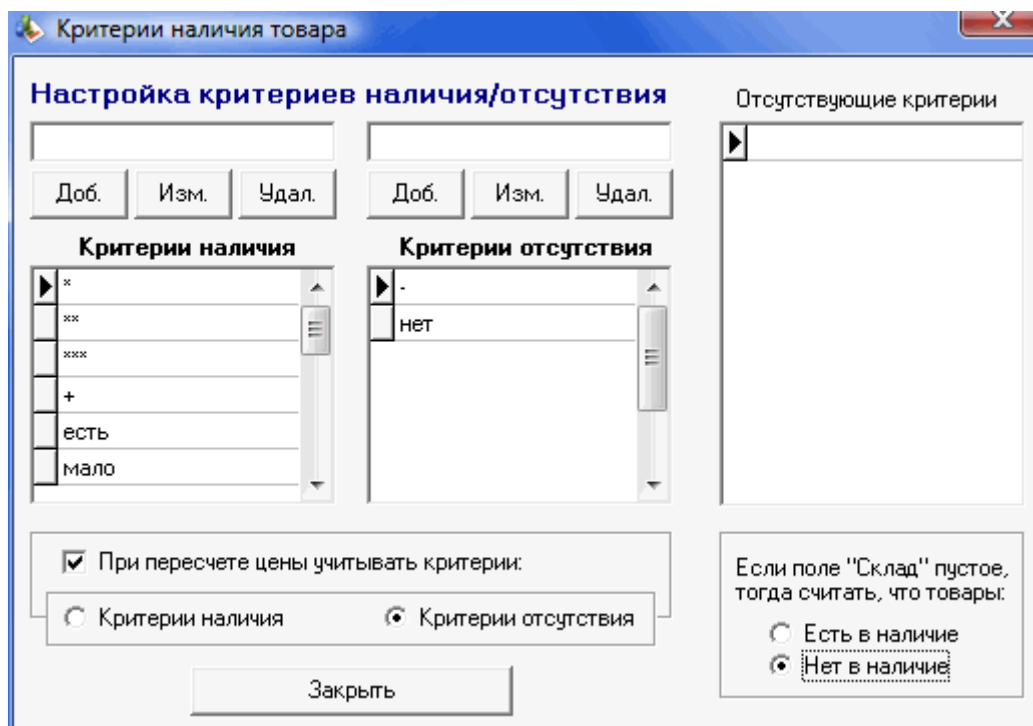 Критерии наличия товара
Настройка критериев наличия/отсутствия
Отсутствующие критерии
Доб. Изм. Удал. Доб. Изм. Удал.
Критерии наличия Критерии отсутствия
* -
** нет
***
+
есть
мало
При пересчете цены учитывать критерии:
Критерии наличия Критерии отсутствия
Если поле "Склад" пустое,
тогда считать, что товары:
Есть в наличие
Нет в наличие
Закрыть